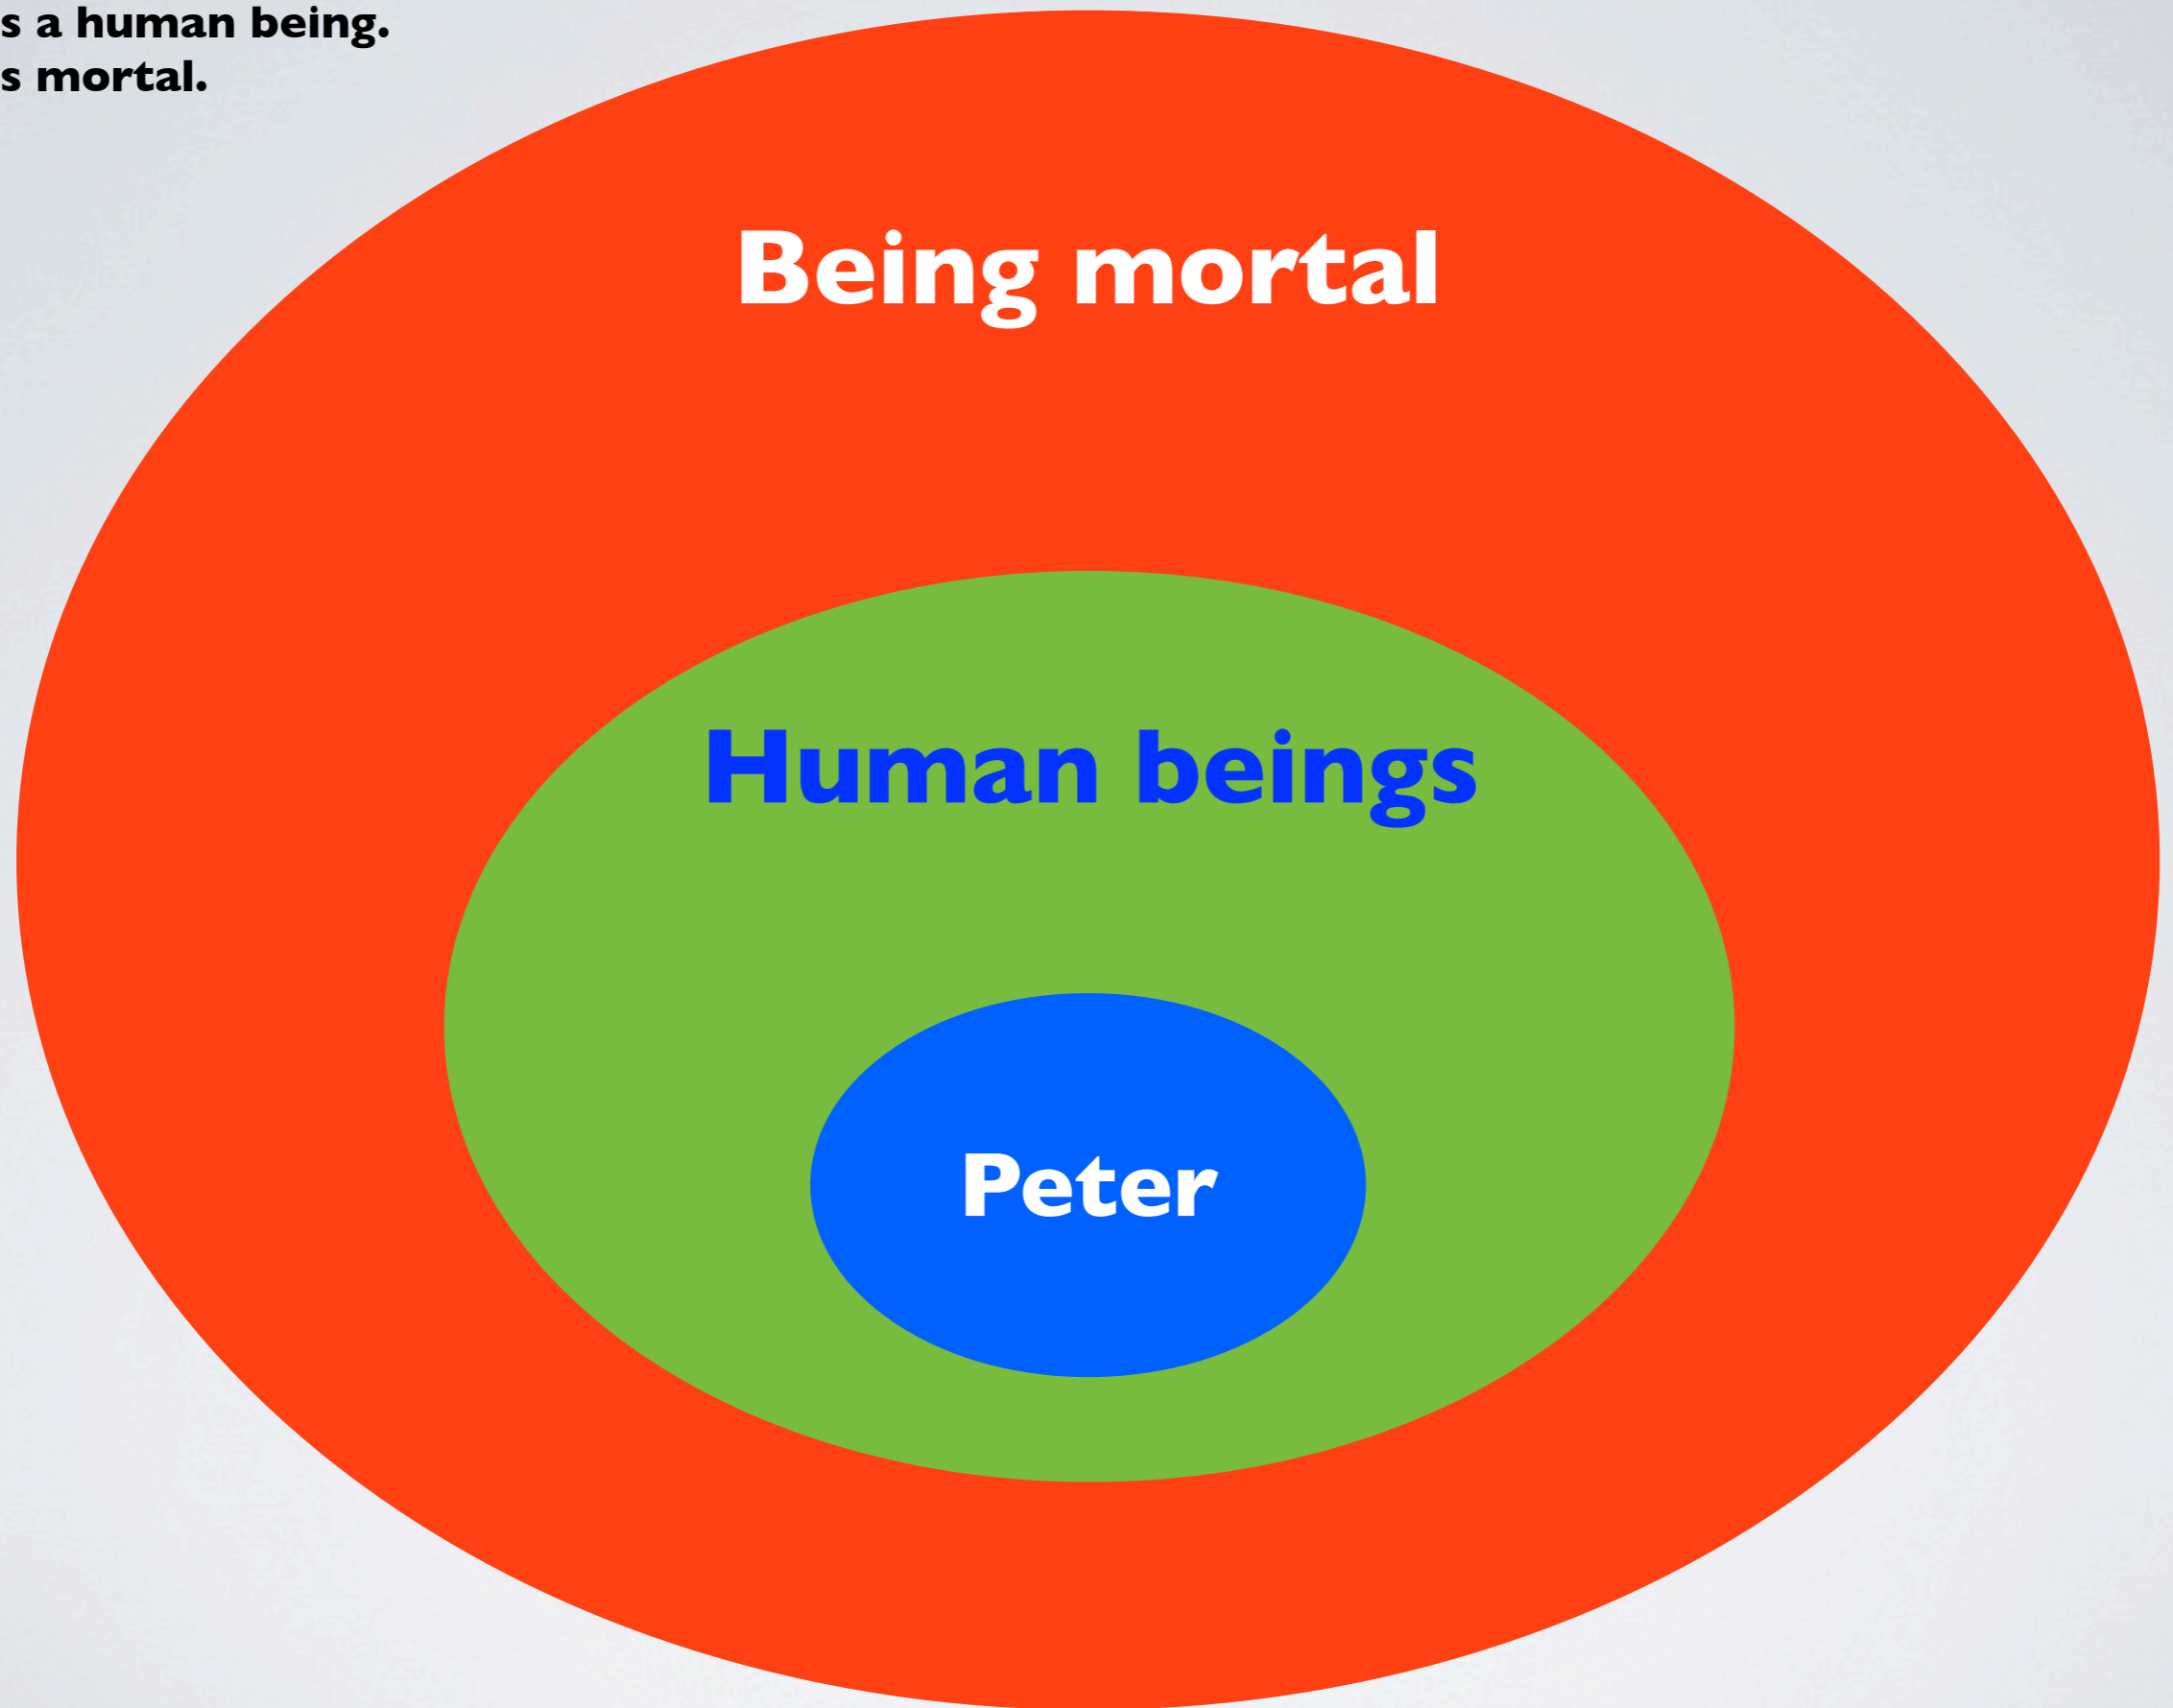 s a human being.
s mortal.
Being mortal
Human beings
Peter